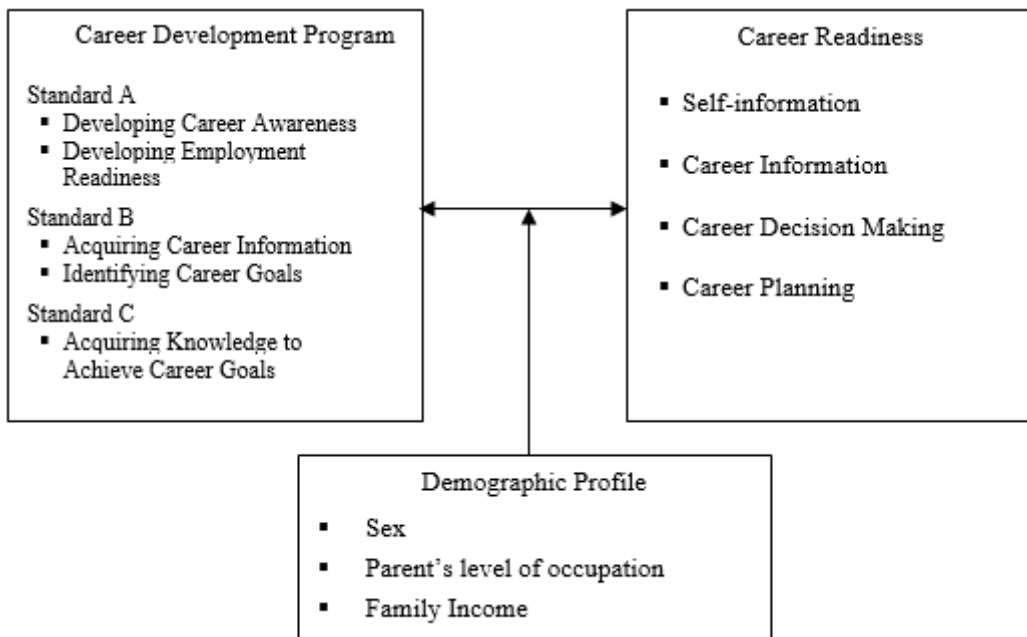 Career Development Program
Standard A
▪ Developing Career Awareness
▪ Developing Employment
Readiness
Standard B
▪ Acquiring Career Information
▪ Identifying Career Goals
Standard C
▪ Acquiring Knowledge to
Achieve Career Goals
Career Readiness
▪ Self-information
▪ Career Information
▪ Career Decision Making
▪ Career Planning
Demographic Profile
▪ Sex
▪ Parent’s level of occupation
▪ Family Income